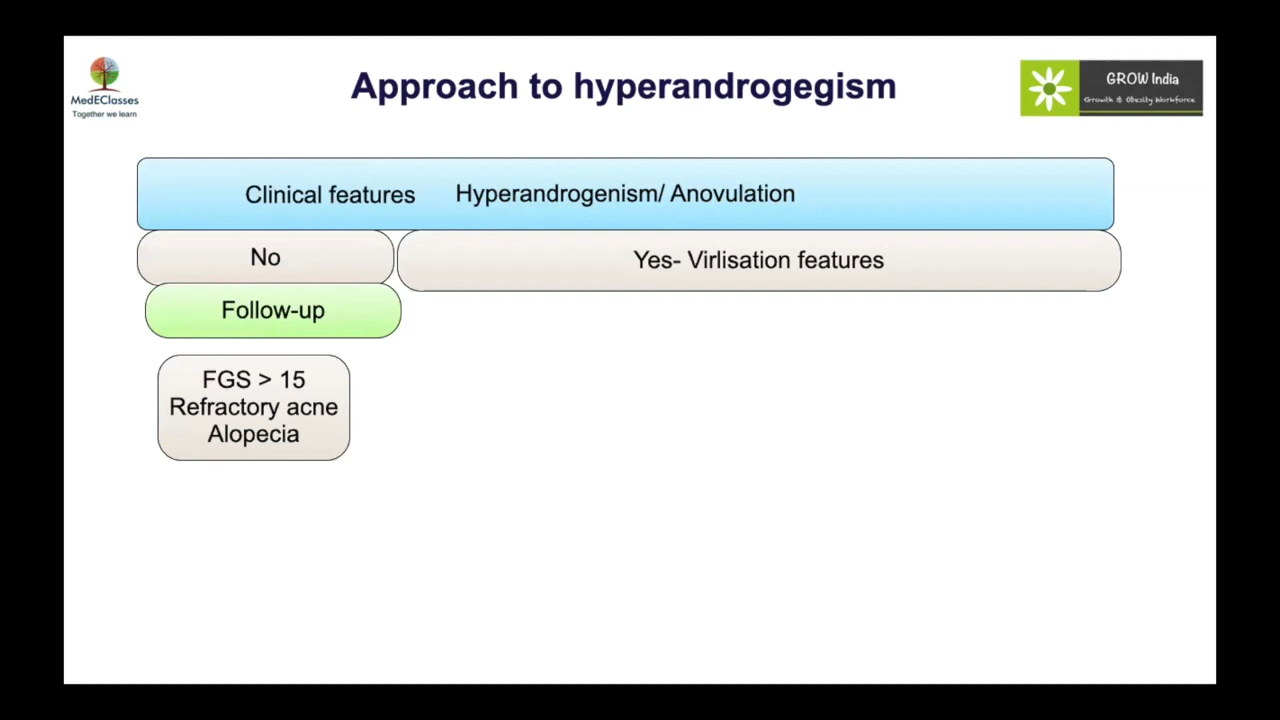 MedEClasses
Together we learn
Approach to hyperandrogegism
GROW India
Growth & Obesity Workforce
Clinical features Hyperandrogenism/ Anovulation
No
Yes- Virlisation features
Follow-up
FGS > 15
Refractory acne
Alopecia